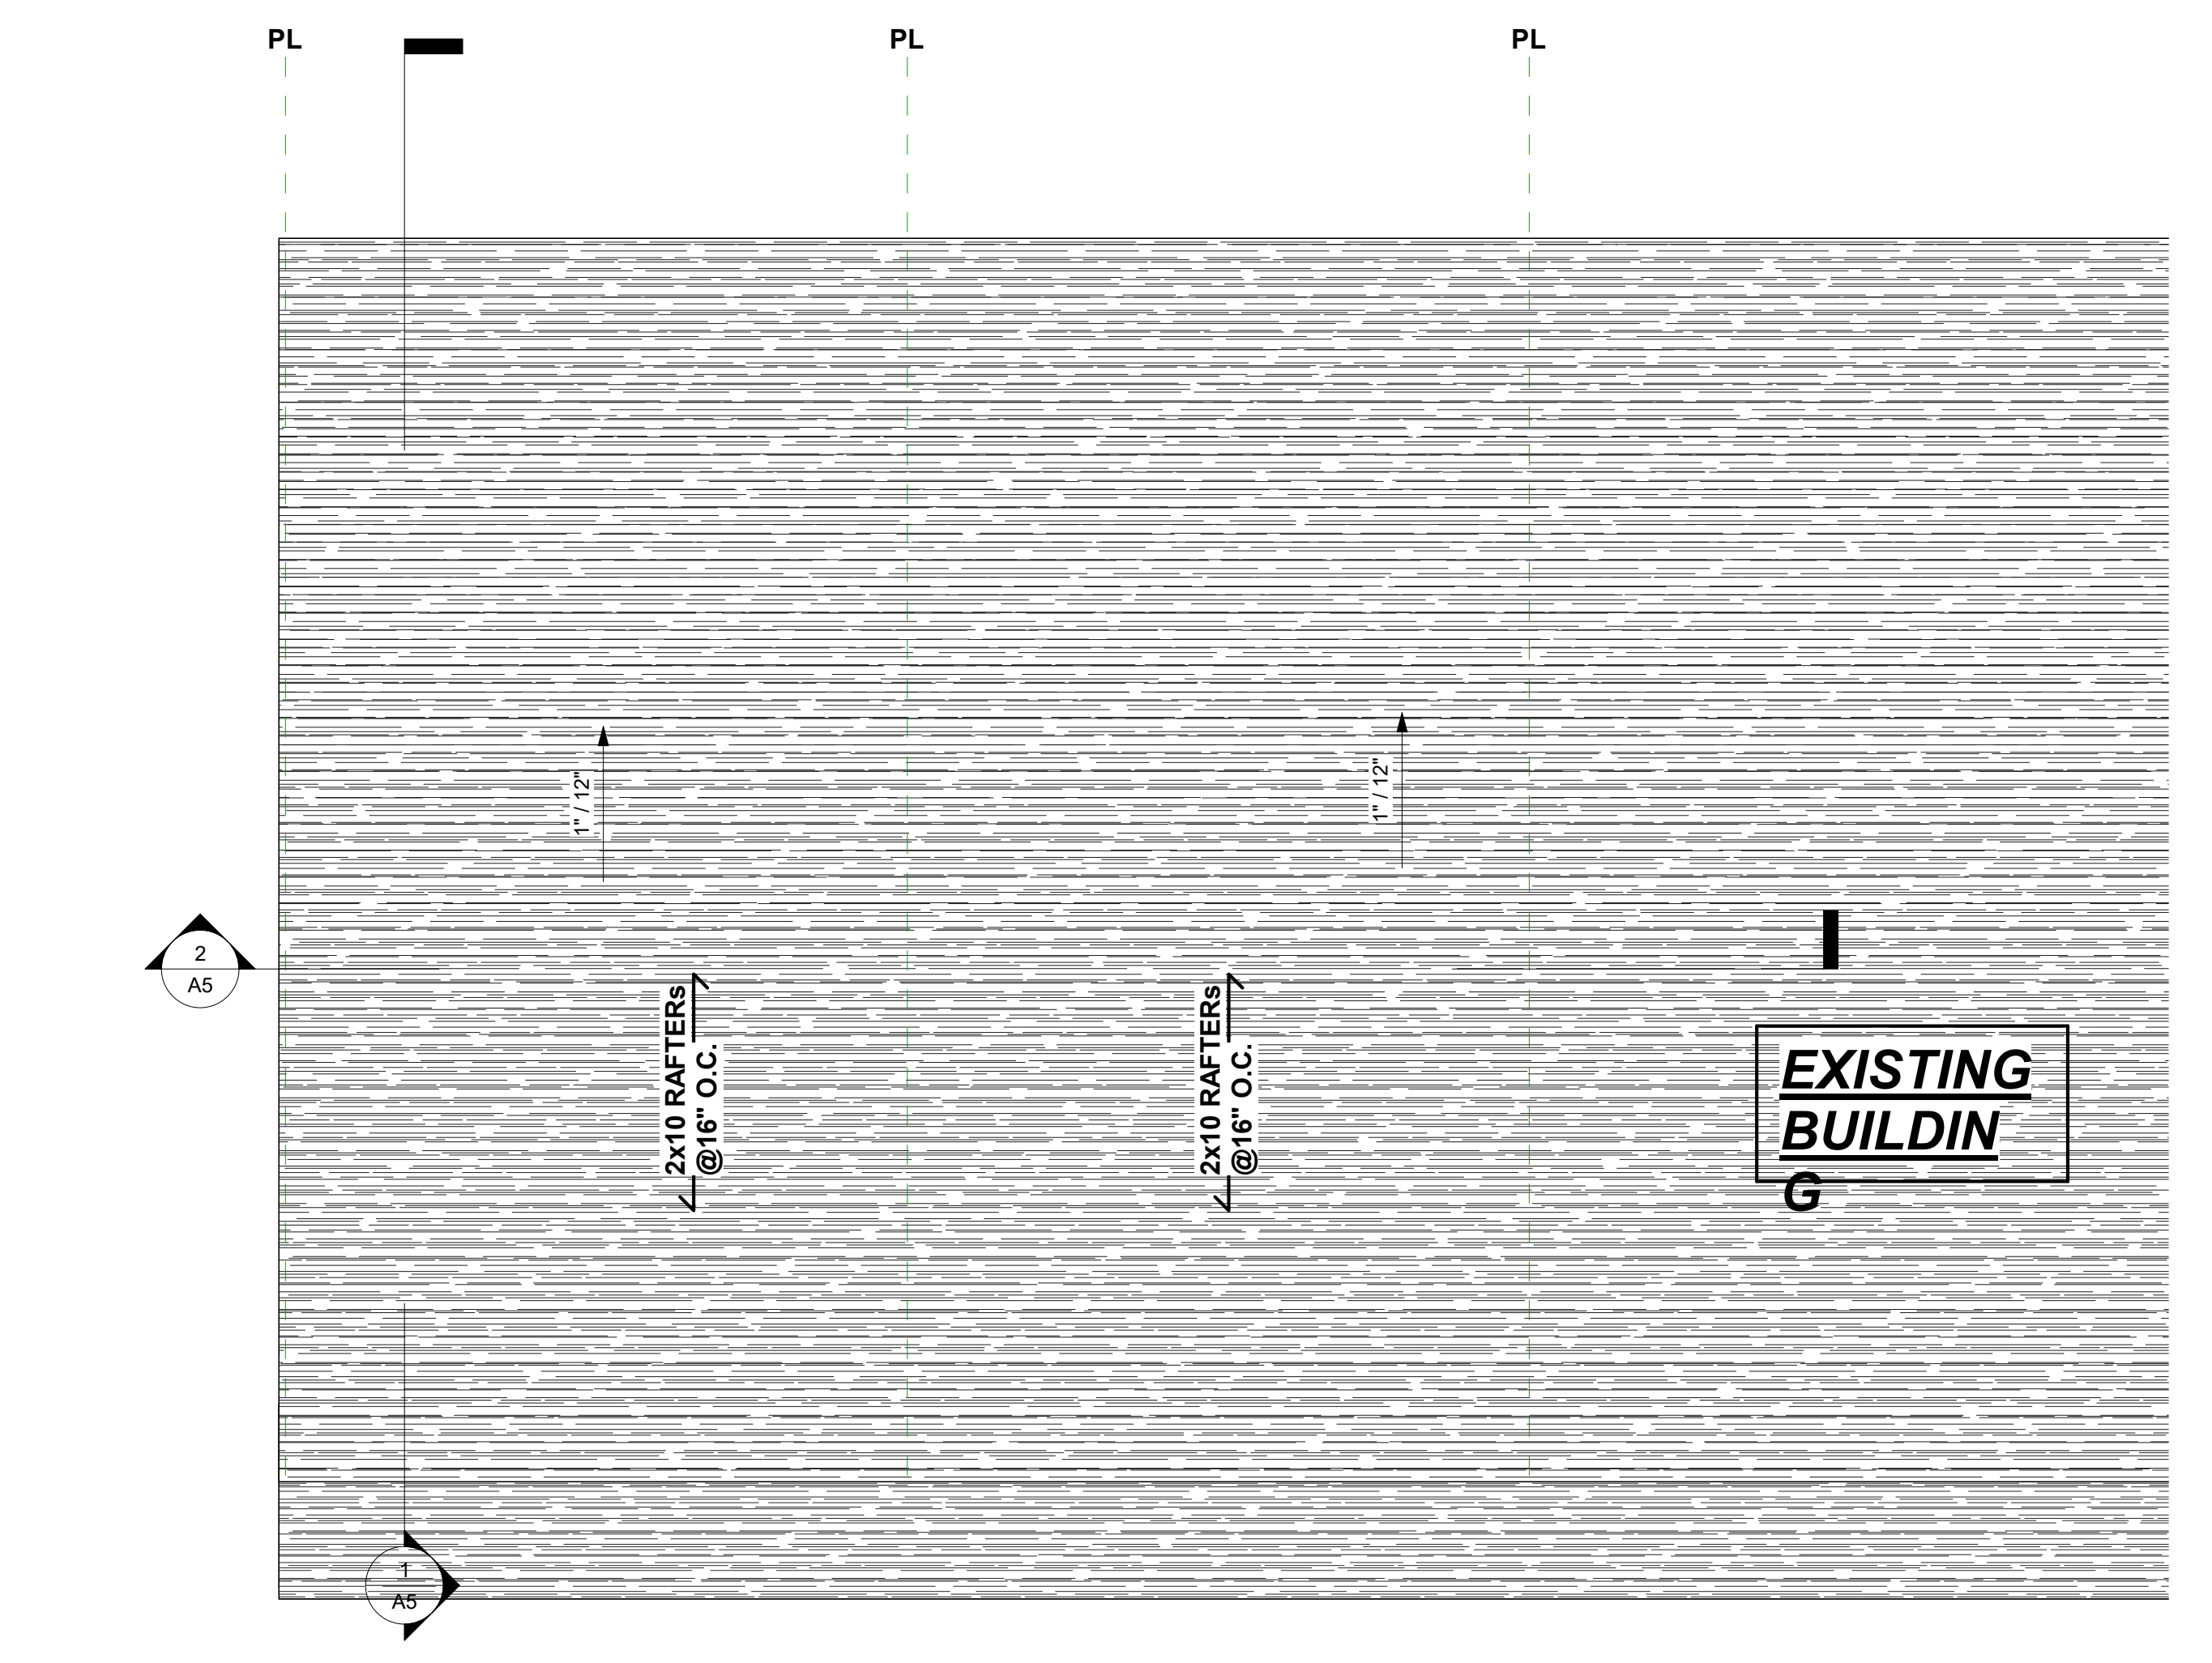 PL
PL
PL
1" / 12"
1" / 12"
2
A5
2x10 RAFTERs
@16" O.C.
2x10 RAFTERs
@16" O.C.
EXISTING
BUILDIN
G
1
A5